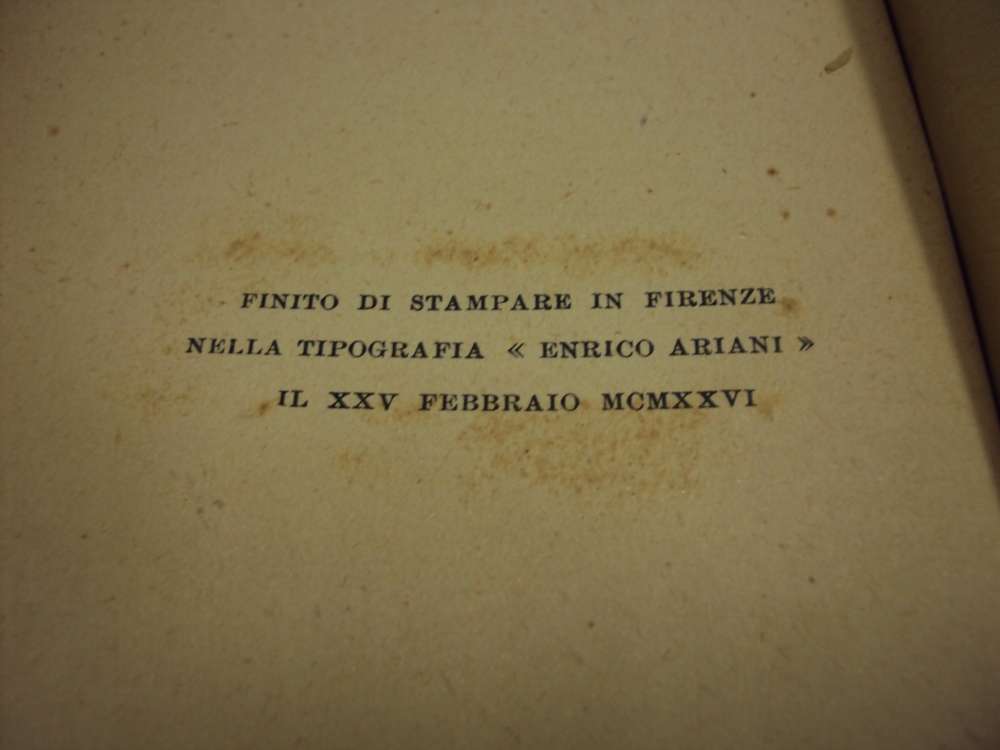 FINITO DI STAMPARE IN FIRENZE
NELLA TIPOGRAFIA « ENRICO ARIANI »
IL XXV FEBBRAIO MCMXXVI